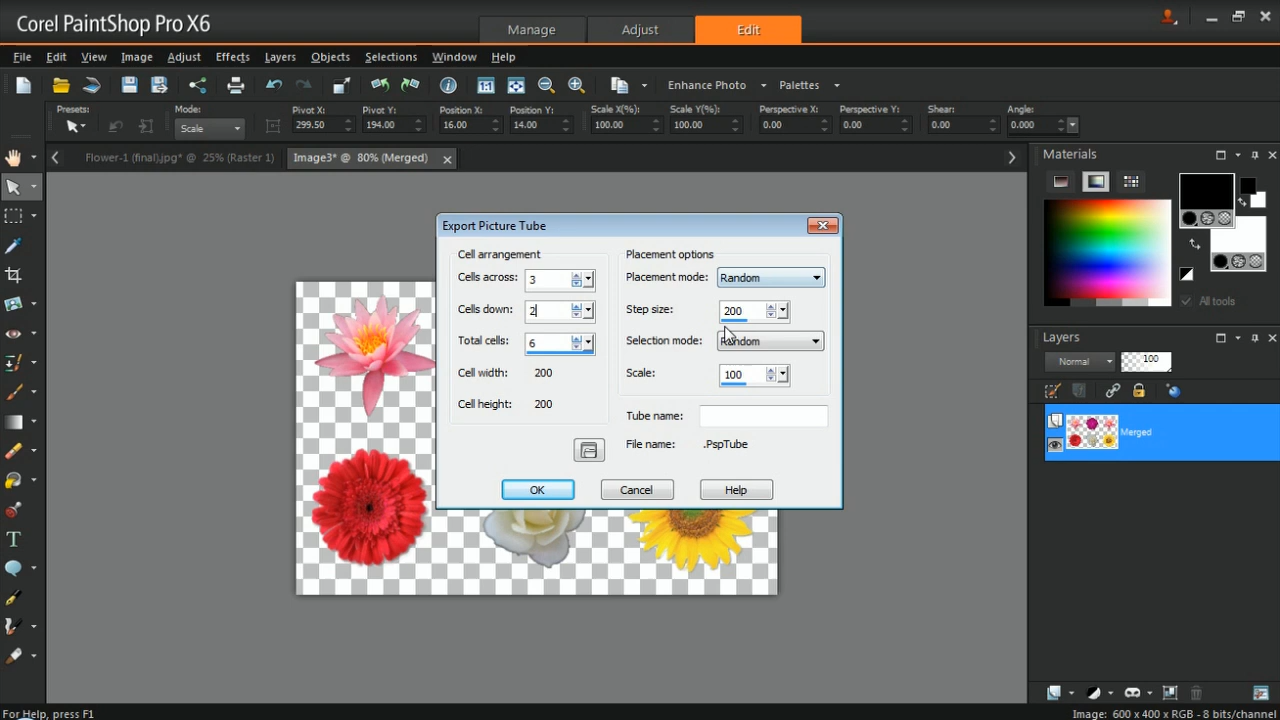 Corel PaintShop Pro X6
Manage Adjust Edit
File Edit View Image Adjust Effects Layers Objects Selections Window Help
Enhance Photo Palettes
Presets: Mode: Pivot X: Pivot Y: Position X: Position Y: Scale X(%): Scale Y(%): Perspective X: Perspective Y: Shear: Angle:
Scale 299.50 194.00 16.00 14.00 100.00 100.00 0.00 0.00 0.00 0.000
Flower-1 (final).jpg* @ 25% (Raster 1) Image3* @ 80% (Merged)
Materials
All tools
Export Picture Tube
Cell arrangement
Cells across: 3
Cells down: 2
Total cells: 6
Cell width: 200
Cell height: 200
Placement options
Placement mode: Random
Step size: 200
Selection mode: Random
Scale: 100
Tube name:
File name: .PspTube
OK Cancel Help
Layers
Normal 100
Merged
For Help, press F1
Image: 600 x 400 x RGB - 8 bits/channel